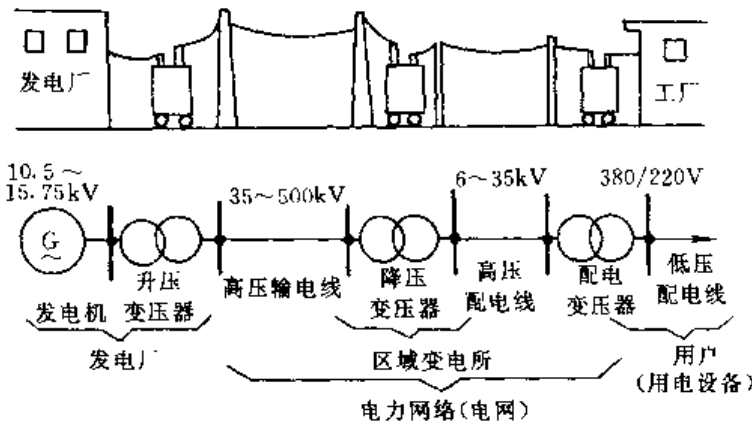 发电厂
工厂
10.5～
15.75kV
35～500kV
6～35kV
380/220V
G
～
升压
变压器
高压输电线
降压
变压器
高压
配电线
配电
变压器
低压
配电线
发电机
发电厂
区域变电所
用户
(用电设备)
电力网络(电网)